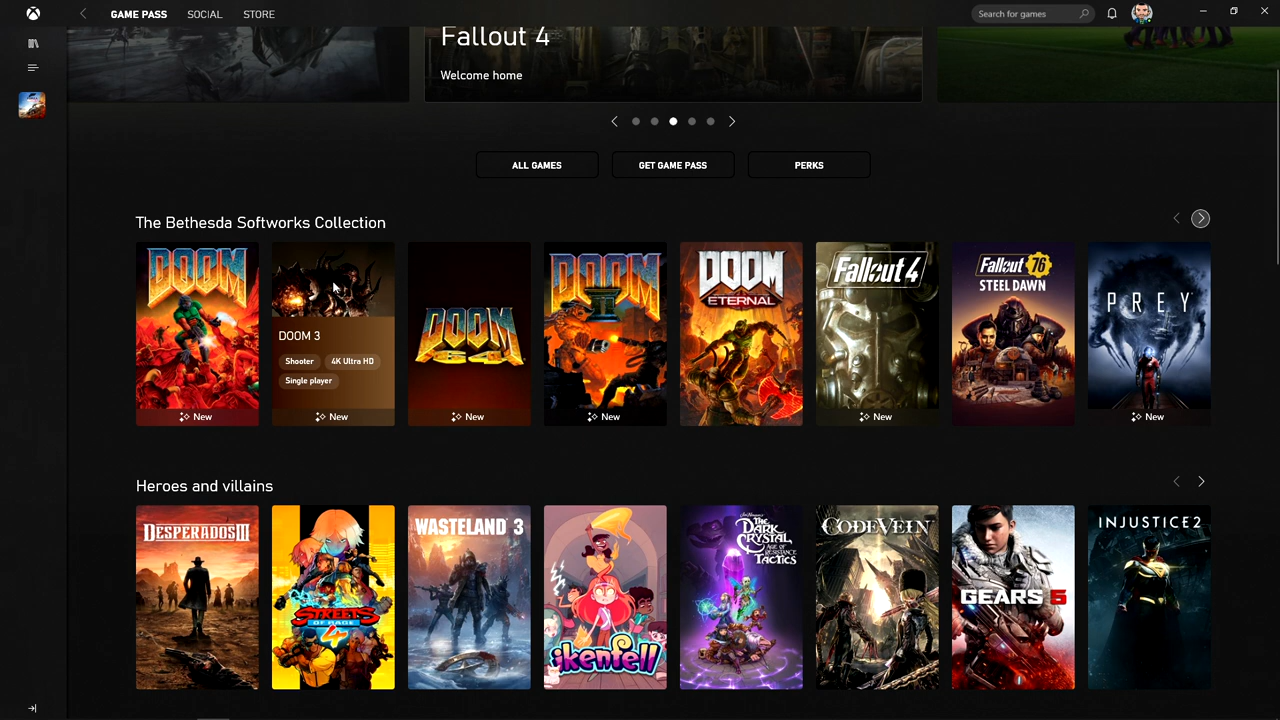 GAME PASS SOCIAL STORE Search for games
Fallout 4
Welcome home
ALL GAMES GET GAME PASS PERKS
The Bethesda Softworks Collection
DOOM
DOOM 3
Shooter 4K Ultra HD
Single player
DOOM
64
DOOM
II
DOOM
ETERNAL
Fallout 4
Fallout 76
STEEL DAWN
PREY
New New New New New New
Heroes and villains
DESPERADOS III
STREETS
OF RAGE
4
WASTELAND 3
ikenfell
THE
DARK
CRYSTAL
AGE OF
RESISTANCE
TACTICS
CODE VEIN
GEARS 5
INJUSTICE 2